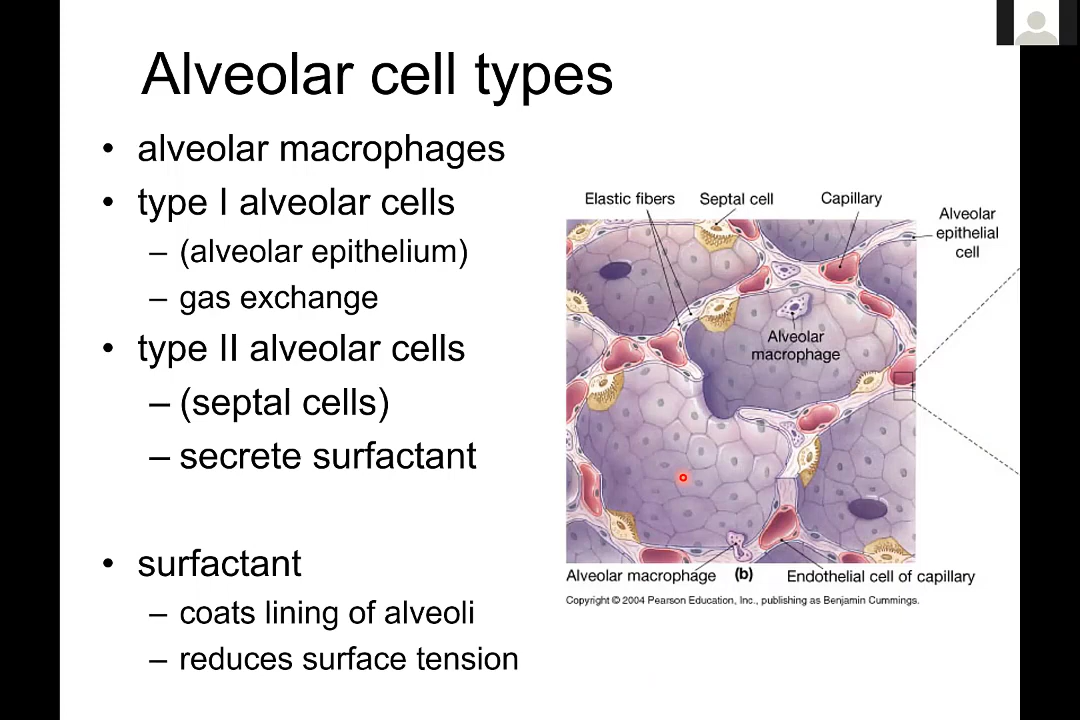 Alveolar cell types
• alveolar macrophages
• type I alveolar cells
– (alveolar epithelium)
– gas exchange
• type II alveolar cells
– (septal cells)
– secrete surfactant
• surfactant
– coats lining of alveoli
– reduces surface tension
Elastic fibers
Septal cell
Capillary
Alveolar
epithelial
cell
Alveolar
macrophage
Alveolar macrophage
(b)
Endothelial cell of capillary
Copyright © 2004 Pearson Education, Inc., publishing as Benjamin Cummings.